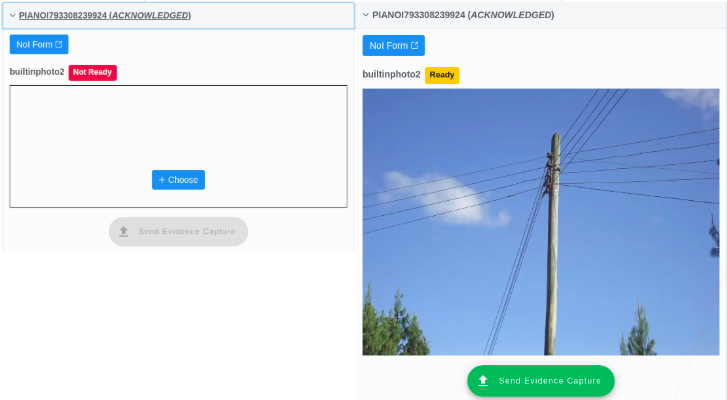 PIANOI793308239924 (ACKNOWLEDGED)
NoI Form
builtinphoto2 Not Ready
+ Choose
Send Evidence Capture
PIANOI793308239924 (ACKNOWLEDGED)
NoI Form
builtinphoto2 Ready
Send Evidence Capture